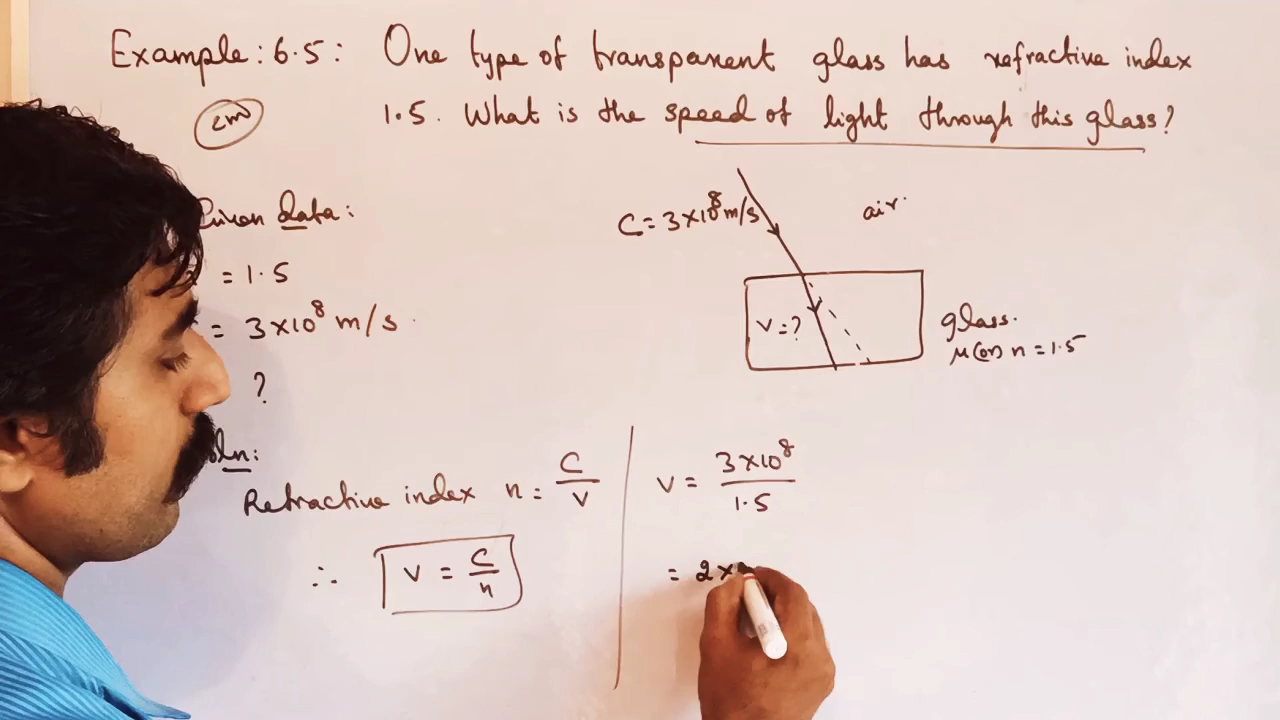 Example: 6.5: One type of transparent glass has refractive index
1.5. What is the speed of light through this glass?
2m
Given data:
= 1.5
= 3×10⁸ m/s
?
C = 3×10⁸ m/s
air.
V = ?
glass.
μ (or) n = 1.5
oln:
Refractive index n = C/V
∴ V = C/n
V = 3×10⁸/1.5
= 2×